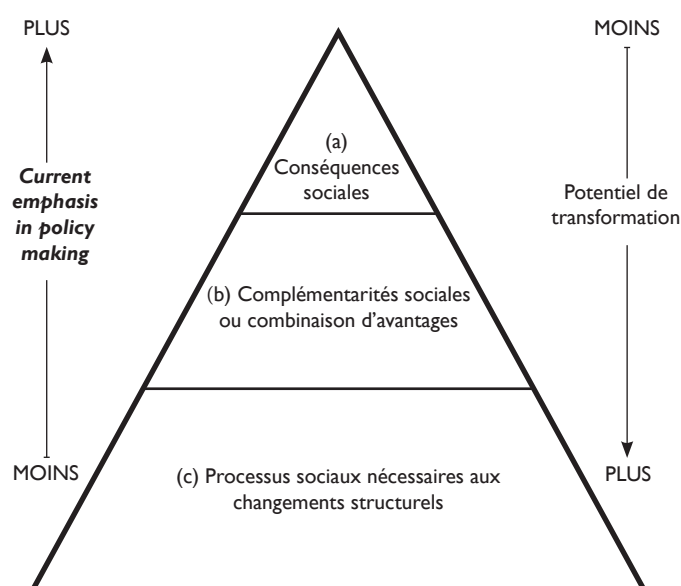 PLUS
MOINS
Current
emphasis
in policy
making
(a)
Conséquences
sociales
Potentiel de
transformation
(b) Complémentarités sociales
ou combinaison d’avantages
MOINS
(c) Processus sociaux nécessaires aux
changements structurels
PLUS